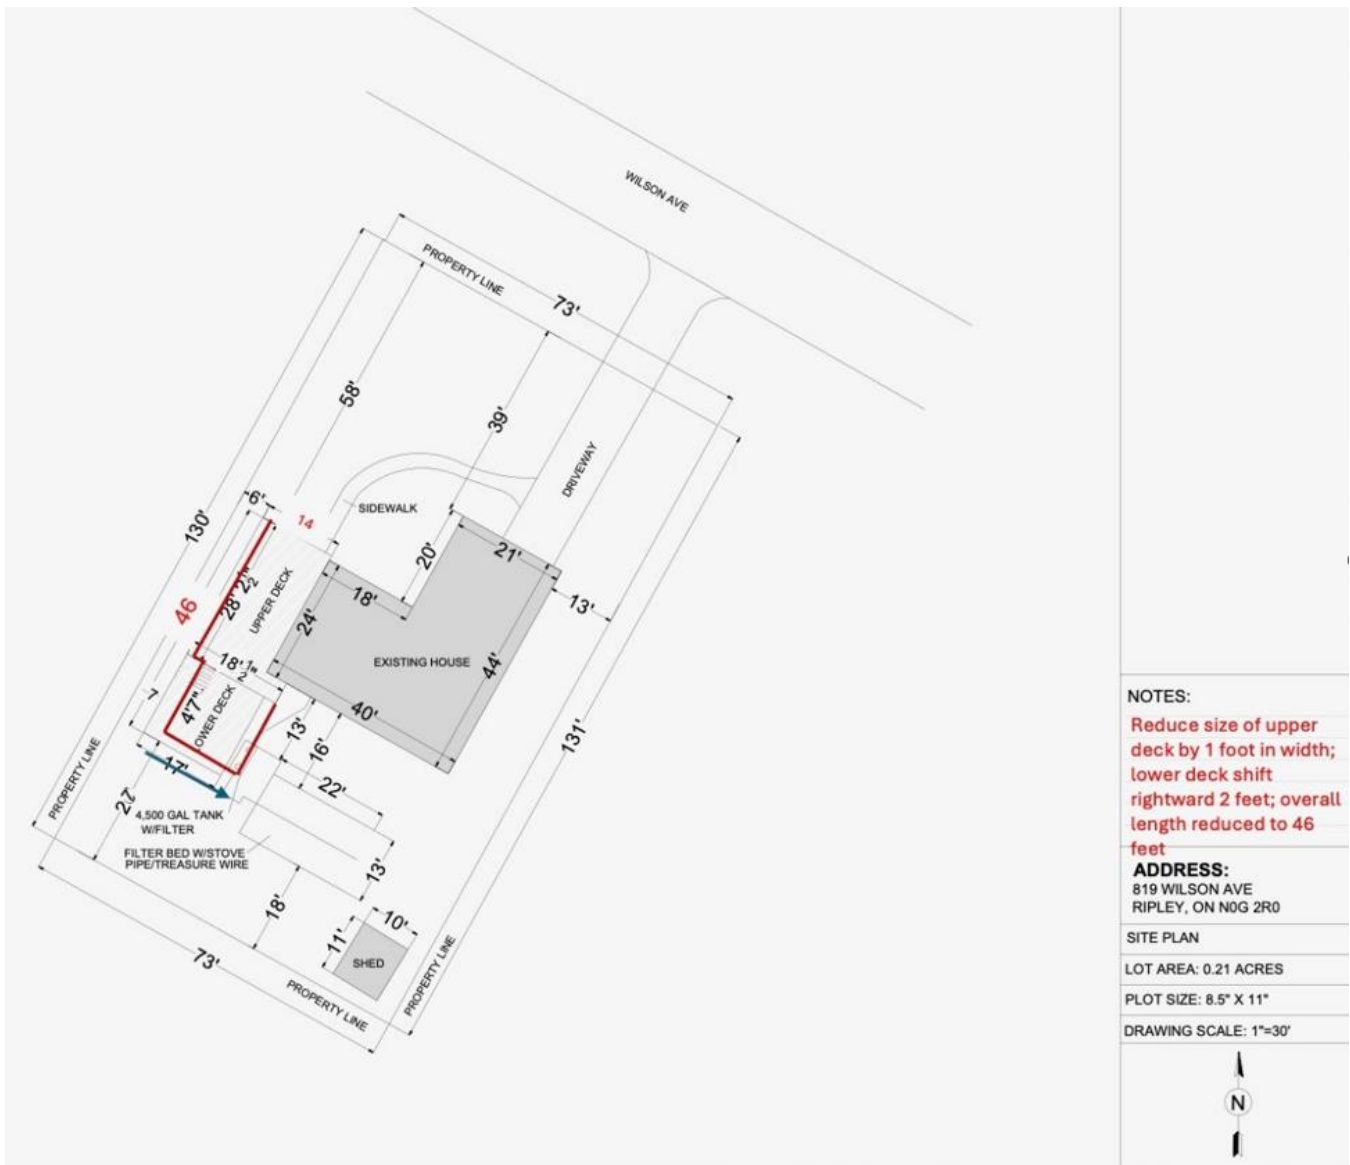 WILSON AVE
PROPERTY LINE
73'
58'
39'
DRIVEWAY
130'
6'
14
SIDEWALK
20'
21'
46
28' 2½"
UPPER DECK
24'
18'
13'
EXISTING HOUSE
44'
18'½"
7
4'7"
OWER DECK
40'
13'
16'
131'
17'
22'
PROPERTY LINE
27'
4,500 GAL TANK
W/FILTER
FILTER BED W/STOVE
PIPE/TREASURE WIRE
13'
18'
10'
11'
SHED
73'
PROPERTY LINE
PROPERTY LINE
NOTES:
Reduce size of upper
deck by 1 foot in width;
lower deck shift
rightward 2 feet; overall
length reduced to 46
feet
ADDRESS:
819 WILSON AVE
RIPLEY, ON N0G 2R0
SITE PLAN
LOT AREA: 0.21 ACRES
PLOT SIZE: 8.5" X 11"
DRAWING SCALE: 1"=30'
N